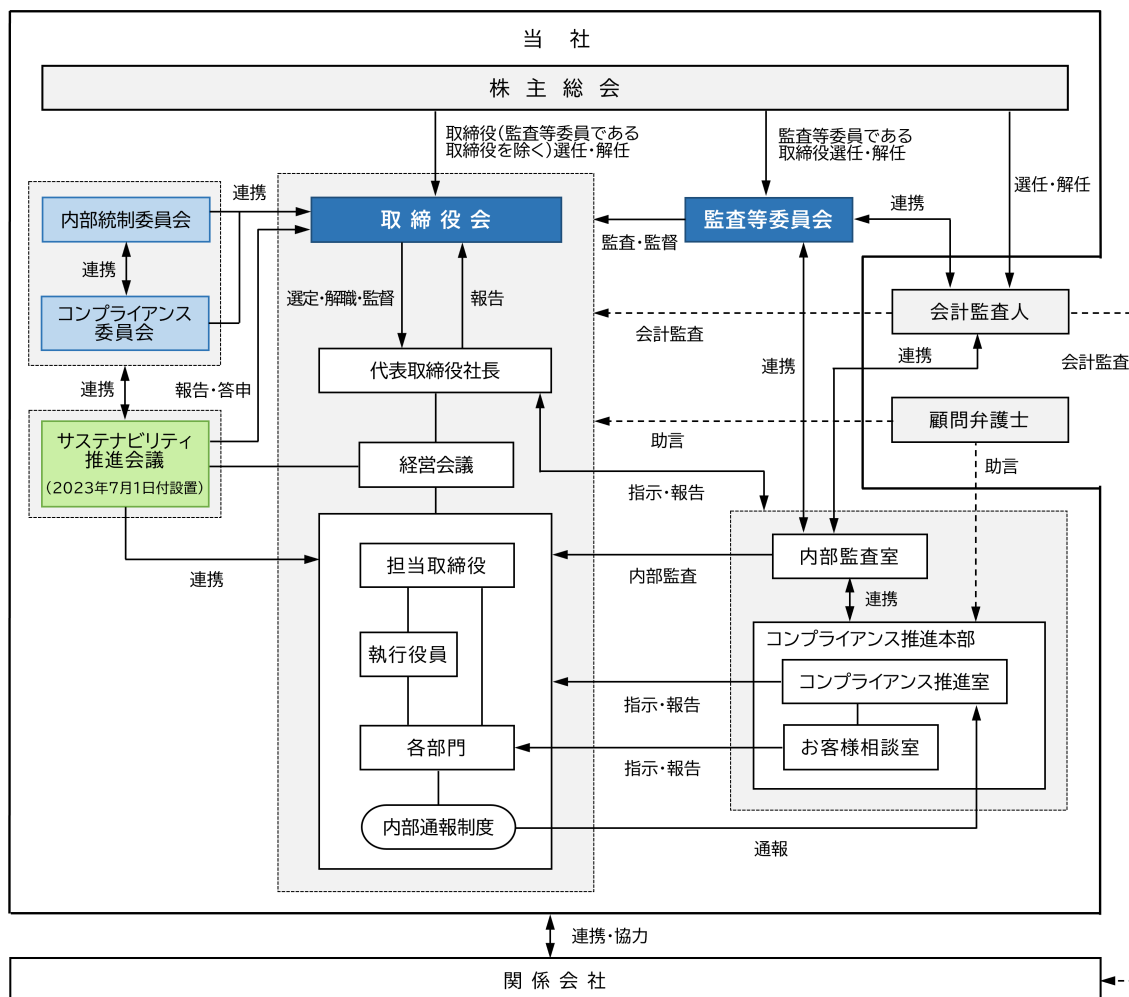 当 社
株 主 総 会
取締役(監査等委員である
取締役を除く)選任・解任
監査等委員である
取締役選任・解任
選任・解任
連携
内部統制委員会
取 締 役 会
監査・監督
監査等委員会
連携
連携
選定・解職・監督
報告
コンプライアンス
委員会
会計監査
会計監査人
会計監査
連携
代表取締役社長
連携
連携
報告・答申
助言
顧問弁護士
助言
サステナビリティ
推進会議
(2023年7月1日付設置)
経営会議
指示・報告
連携
担当取締役
内部監査
内部監査室
連携
執行役員
コンプライアンス推進本部
コンプライアンス推進室
指示・報告
各部門
お客様相談室
指示・報告
内部通報制度
通報
連携・協力
関 係 会 社